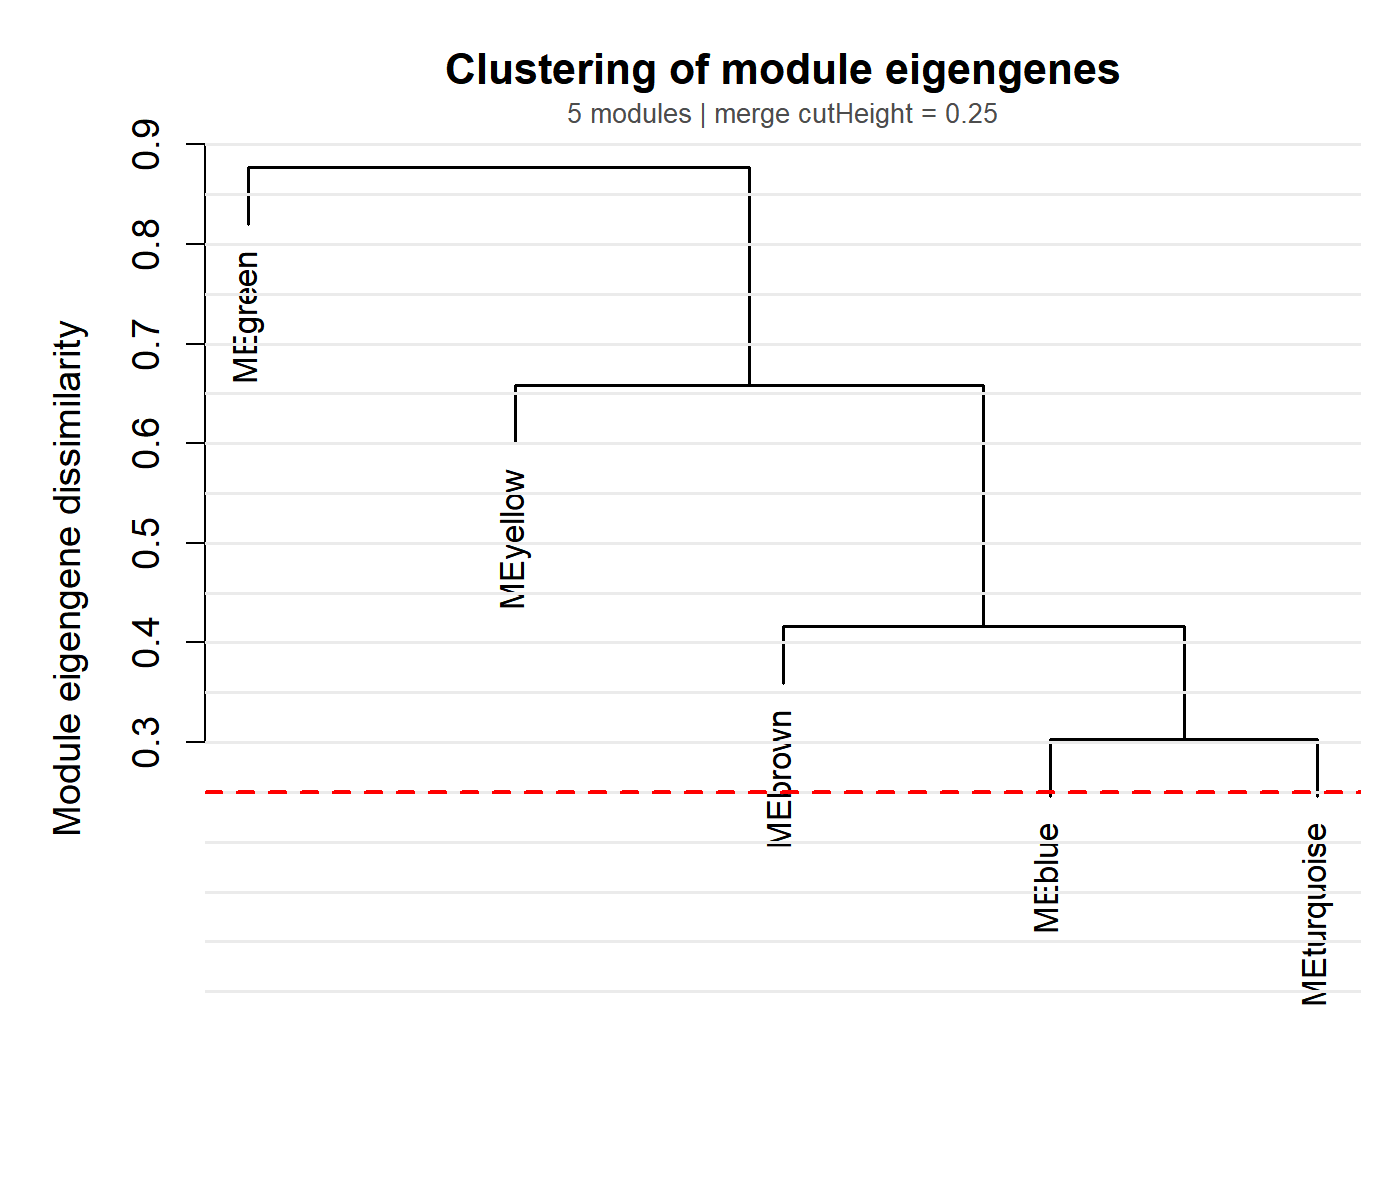 Clustering of module eigengenes
5 modules | merge cutHeight = 0.25
Module eigengene dissimilarity
0.9
0.8
0.7
0.6
0.5
0.4
0.3
MEgreen
MEyellow
MEbrown
MEblue
MEturquoise